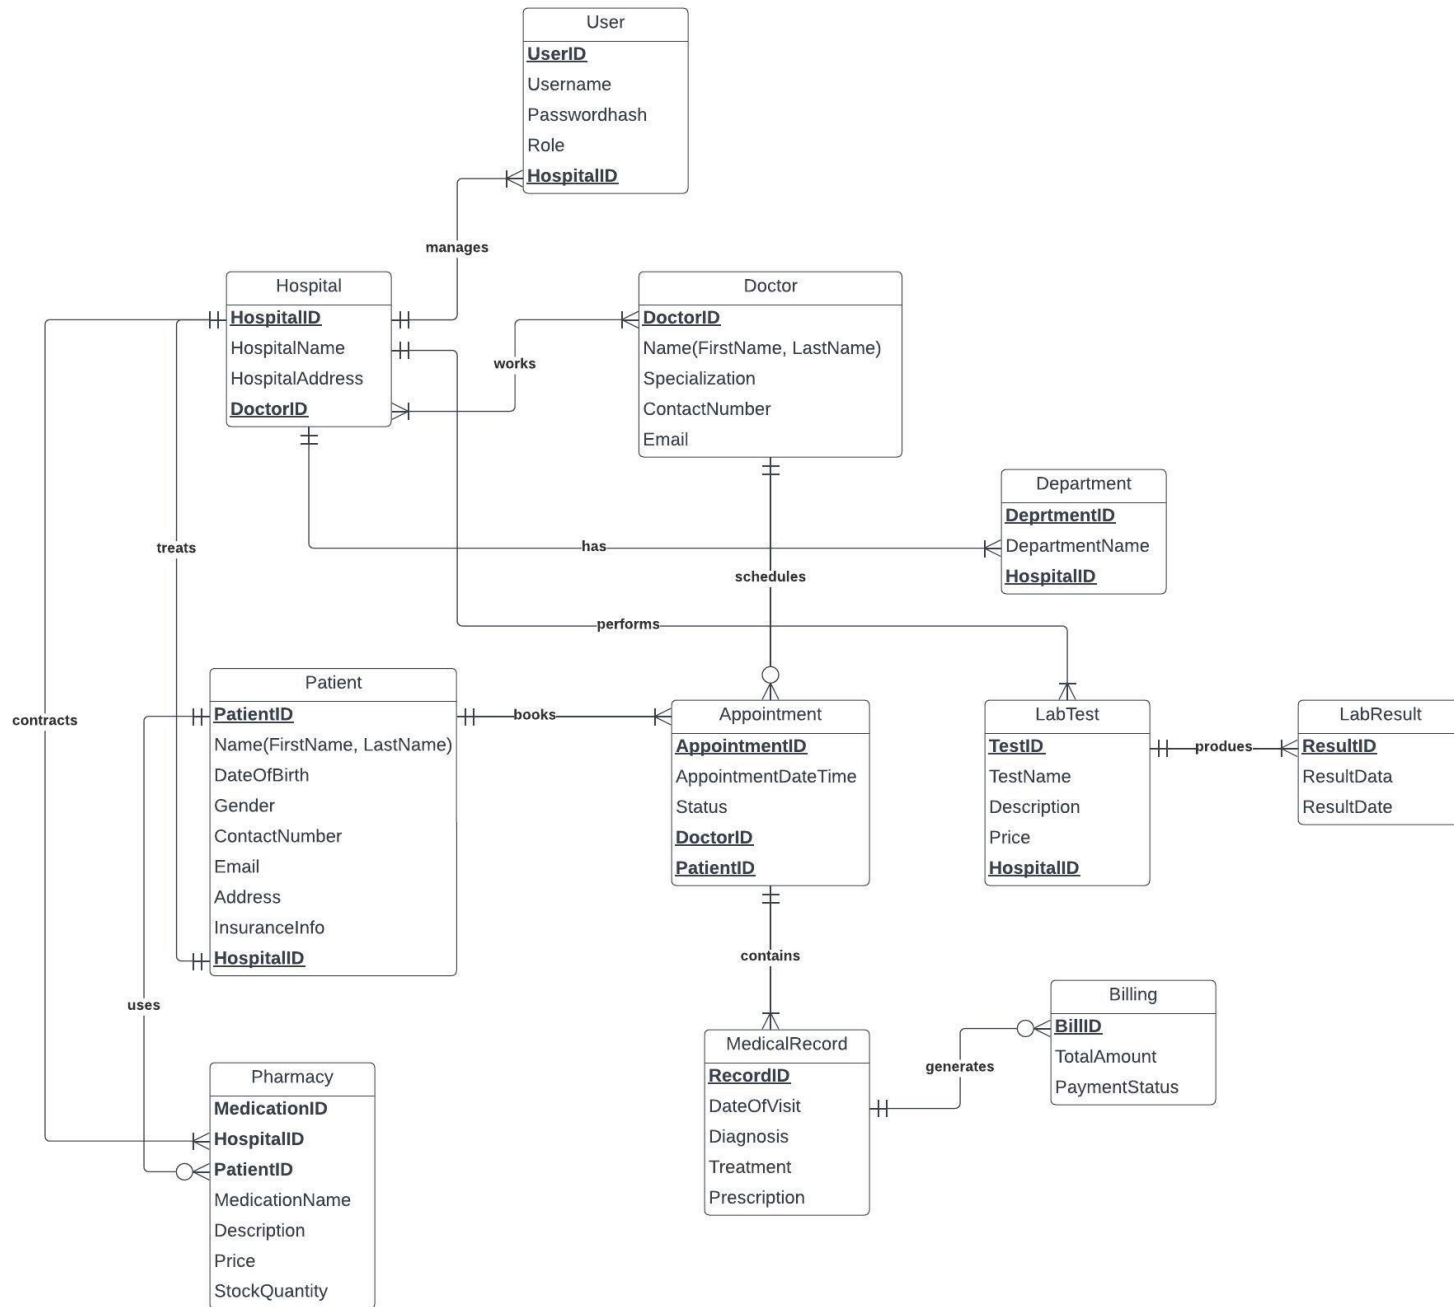 User
UserID
Username
Passwordhash
Role
HospitalID
manages
Hospital
HospitalID
HospitalName
HospitalAddress
DoctorID
works
Doctor
DoctorID
Name(FirstName, LastName)
Specialization
ContactNumber
Email
Department
DeprtmentID
DepartmentName
HospitalID
has
treats
schedules
performs
contracts
Patient
PatientID
Name(FirstName, LastName)
DateOfBirth
Gender
ContactNumber
Email
Address
InsuranceInfo
HospitalID
books
Appointment
AppointmentID
AppointmentDateTime
Status
DoctorID
PatientID
LabTest
TestID
TestName
Description
Price
HospitalID
produes
LabResult
ResultID
ResultData
ResultDate
contains
uses
MedicalRecord
RecordID
DateOfVisit
Diagnosis
Treatment
Prescription
generates
Billing
BillID
TotalAmount
PaymentStatus
Pharmacy
MedicationID
HospitalID
PatientID
MedicationName
Description
Price
StockQuantity